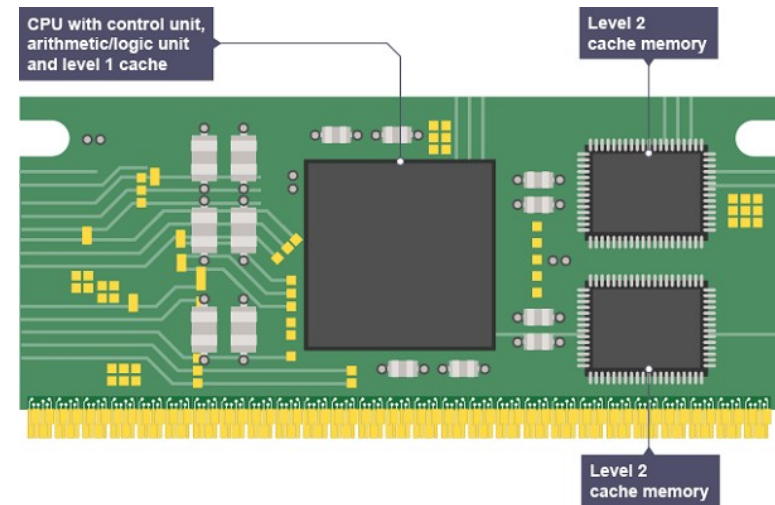 CPU with control unit,
arithmetic/logic unit
and level 1 cache
Level 2
cache memory
Level 2
cache memory